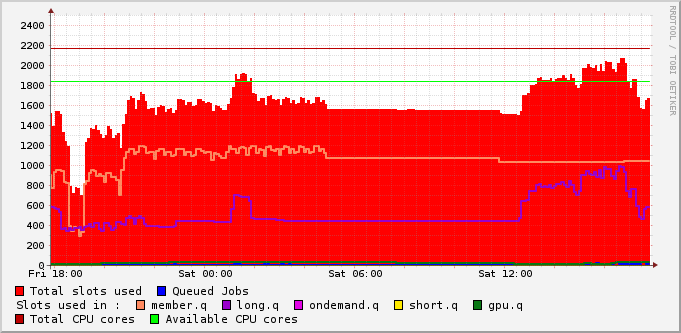 RRDTOOL / TOBI OETIKER
2400
2200
2000
1800
1600
1400
1200
1000
800
600
400
200
0
Fri 18:00 Sat 00:00 Sat 06:00 Sat 12:00
Total slots used Queued Jobs
Slots used in : member.q long.q ondemand.q short.q gpu.q
Total CPU cores Available CPU cores